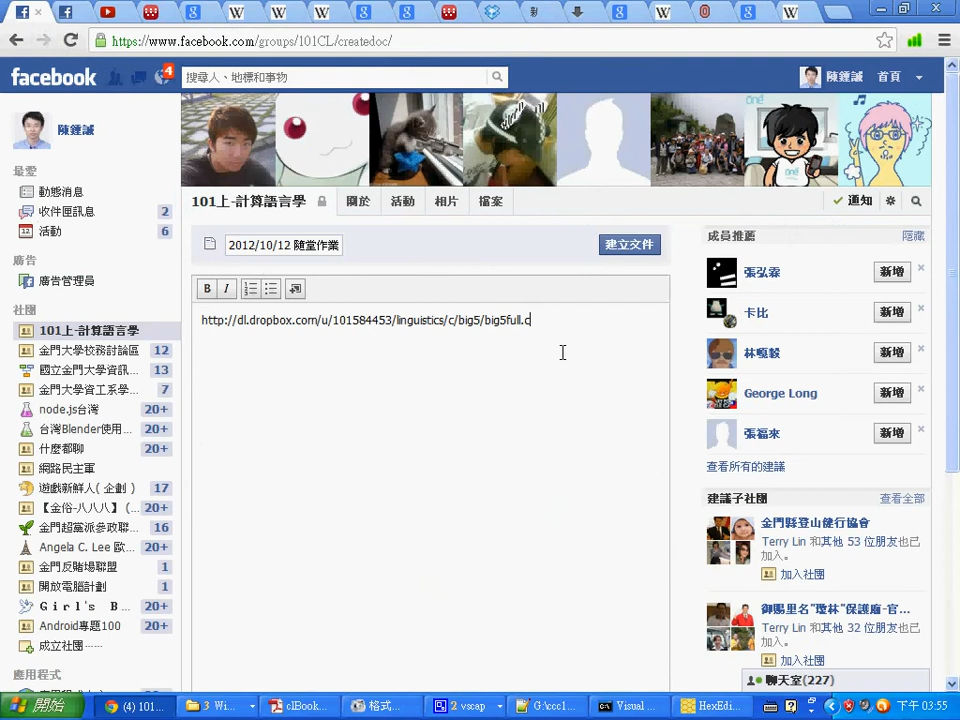 https://www.facebook.com/groups/101CL/createdoc/
facebook
4
搜尋人、地標和事物
陳鍾誠
首頁
陳鍾誠
最愛
動態消息
收件匣訊息 2
活動 6
廣告
廣告管理員
社團
101上-計算語言學
金門大學校務討論區 12
國立金門大學資訊... 13
金門大學資工系學... 7
node.js台灣 20+
台灣Blender使用... 20+
什麼都聊 20+
網路民主軍
遊戲新鮮人( 企劃 ) 17
【金俗-八八八】 (... 20+
金門超黨派參政聯... 16
Angela C. Lee 歐... 20+
金門反賭場聯盟 1
開放電腦計劃 1
Ｇｉｒｌ＇ｓ Ｂ... 20+
Android專題100 20+
成立社團……
應用程式
101上-計算語言學
關於
活動
相片
檔案
通知
2012/10/12 隨堂作業
建立文件
B I
http://dl.dropbox.com/u/101584453/linguistics/c/big5/big5full.c
成員推薦 隱藏
張弘霖 新增
卡比 新增
林嘎毅 新增
George Long 新增
張福來 新增
查看所有的建議
建議子社團 查看全部
金門縣登山健行協會
Terry Lin 和其他 53 位朋友也已
加入。
加入社團
御賜里名"瓊林"保護廟-官...
Terry Lin 和其他 32 位朋友也已
加入。
加入社團
聊天室(227)
開始
(4) 101...
3 Wi...
clBook...
格式...
2 vscap
G:\ccc1...
Visual ...
HexEdi...
下午 03:55